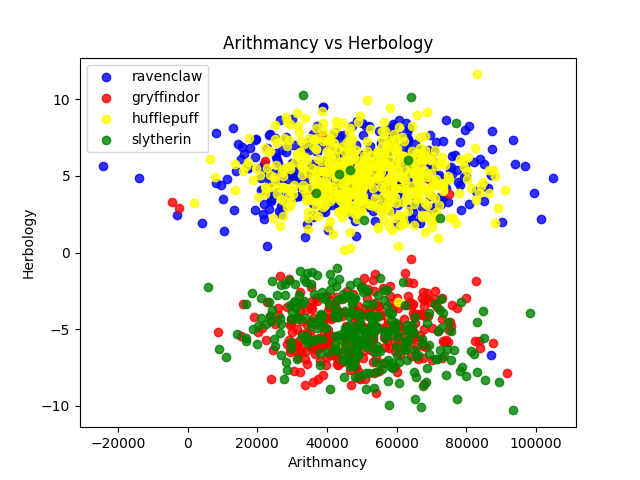 Arithmancy vs Herbology
ravenclaw
gryffindor
hufflepuff
slytherin
10
5
0
−5
−10
Herbology
−20000 0 20000 40000 60000 80000 100000
Arithmancy